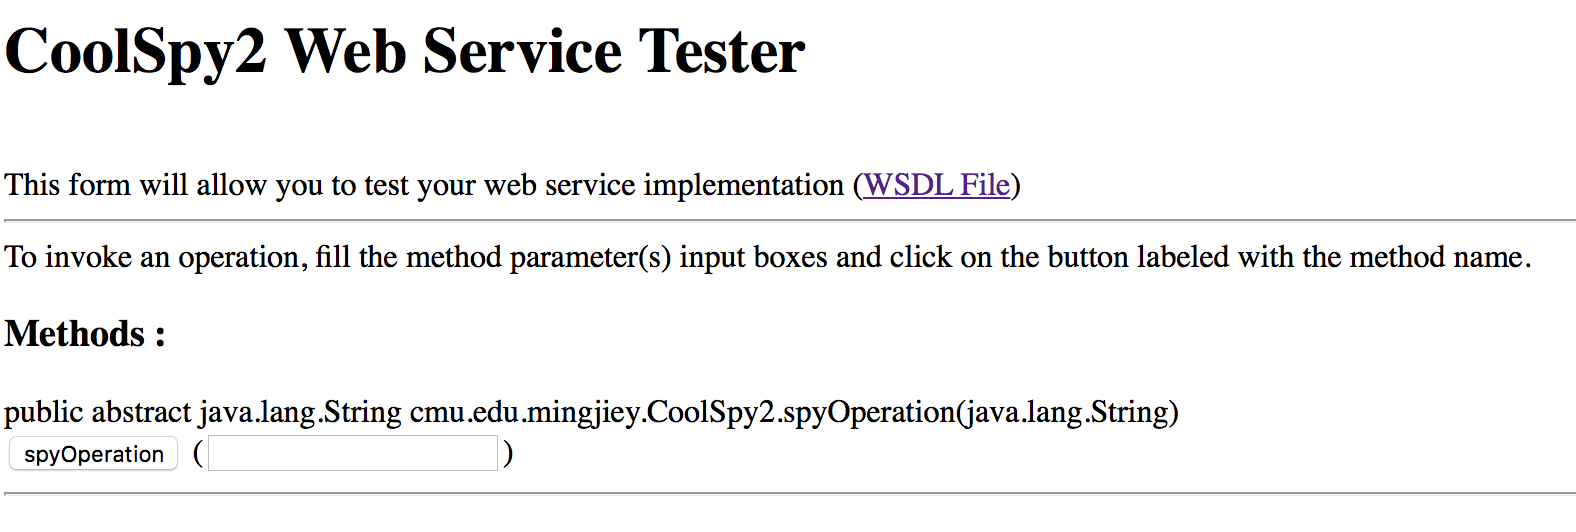 CoolSpy2 Web Service Tester
This form will allow you to test your web service implementation (WSDL File)
To invoke an operation, fill the method parameter(s) input boxes and click on the button labeled with the method name.
Methods :
public abstract java.lang.String cmu.edu.mingjiey.CoolSpy2.spyOperation(java.lang.String)
spyOperation ( )